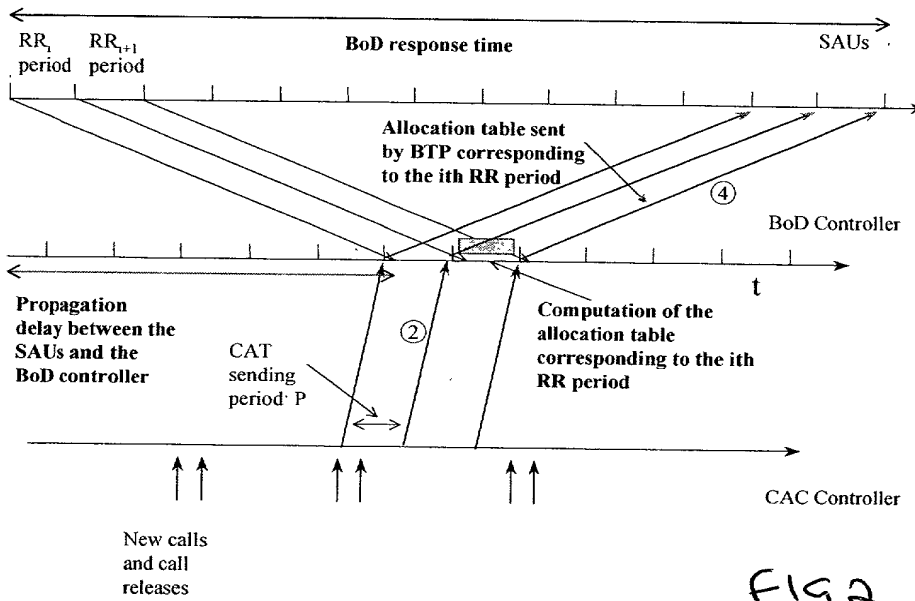 BoD response time
SAUs
RRi
period
RRi+1
period
Allocation table sent
by BTP corresponding
to the ith RR period
④
BoD Controller
t
Propagation
delay between the
SAUs and the
BoD controller
②
CAT
sending
period P
Computation of the
allocation table
corresponding to the ith
RR period
CAC Controller
New calls
and call
releases
FIG 2